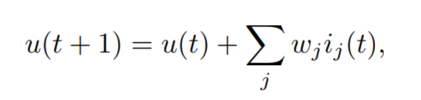 u(t + 1) = u(t) + ∑_j w_j i_j(t),